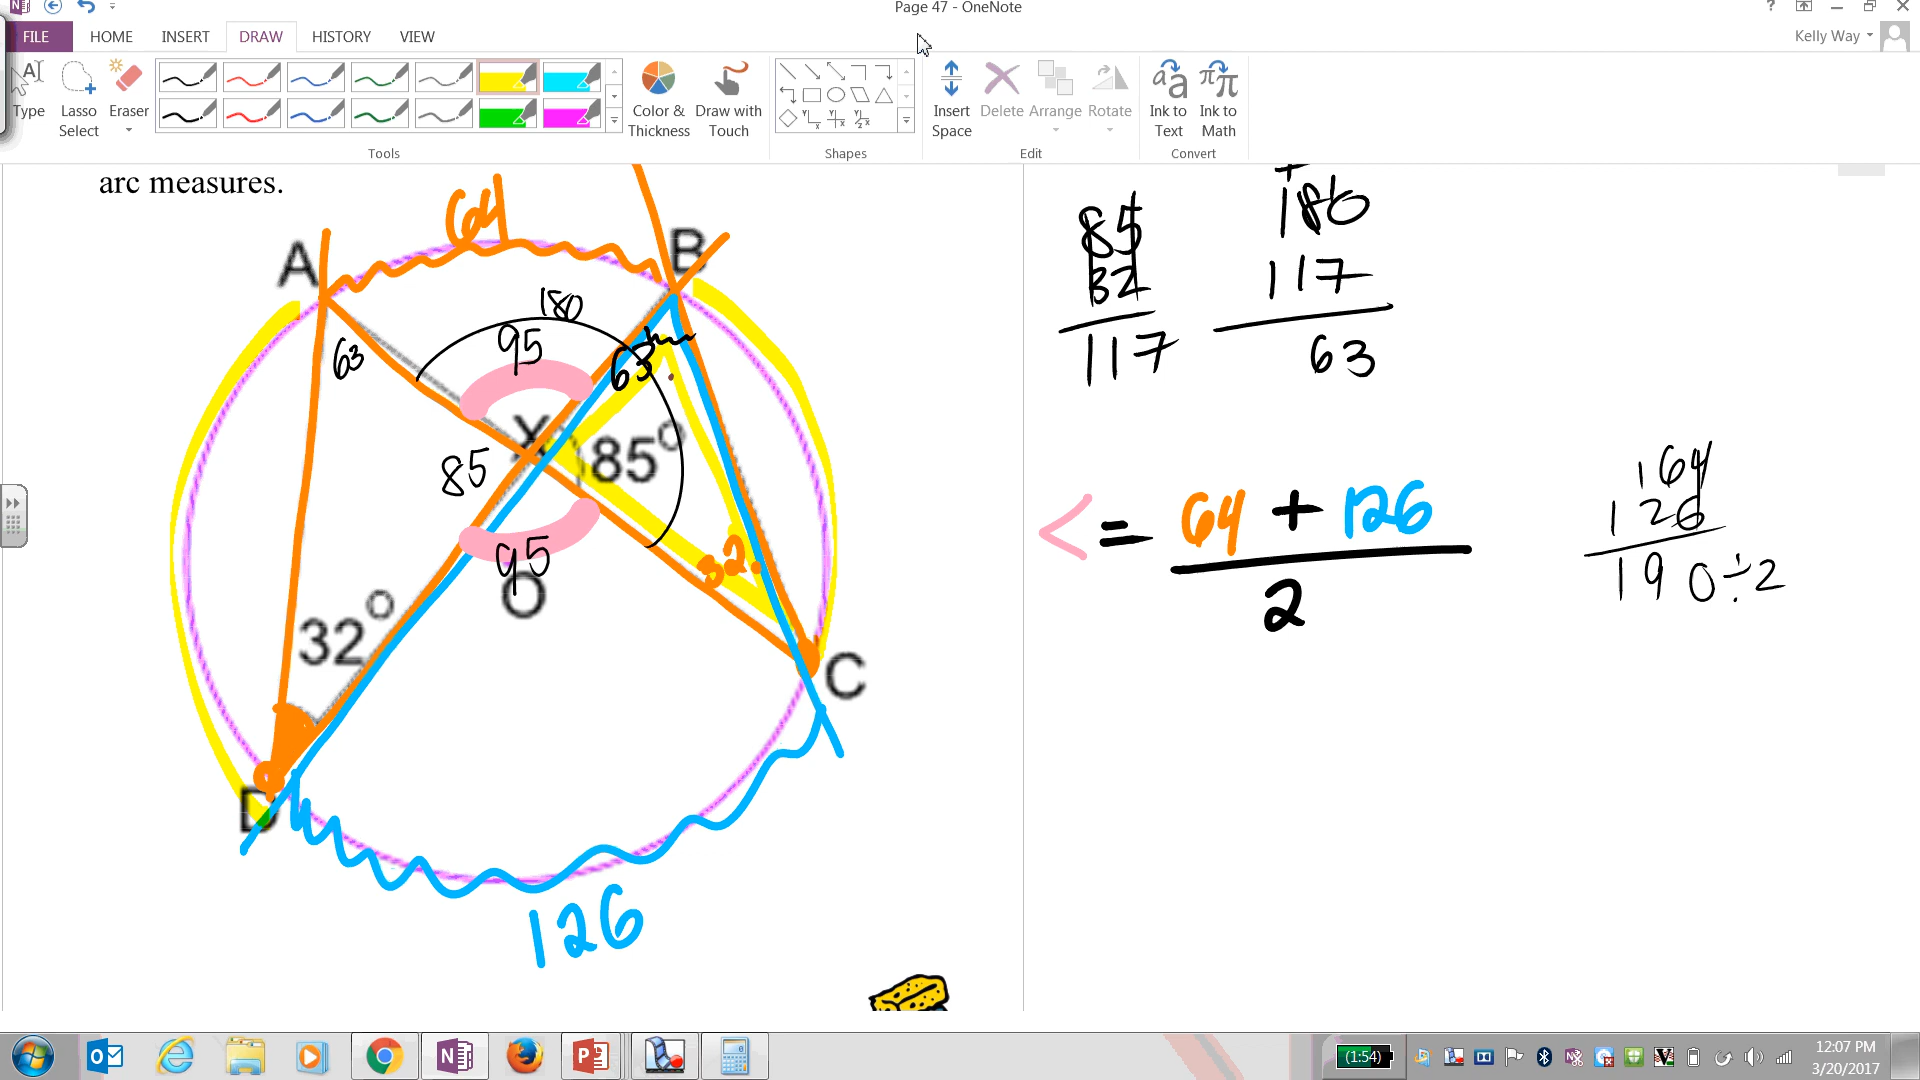 Page 47 - OneNote
?
FILE HOME INSERT DRAW HISTORY VIEW
Kelly Way
Type
Lasso Select
Eraser
Color & Thickness
Draw with Touch
Insert Space
Delete
Arrange
Rotate
Ink to Text
Ink to Math
Tools
Shapes
Edit
Convert
arc measures.
64
A
B
180
95
63
63
X
85°
85
95
O
32.
32°
C
D
126
85
32
117
180
117
63
< = 64 + 126
2
164
126
190÷2
(1:54)
12:07 PM
3/20/2017